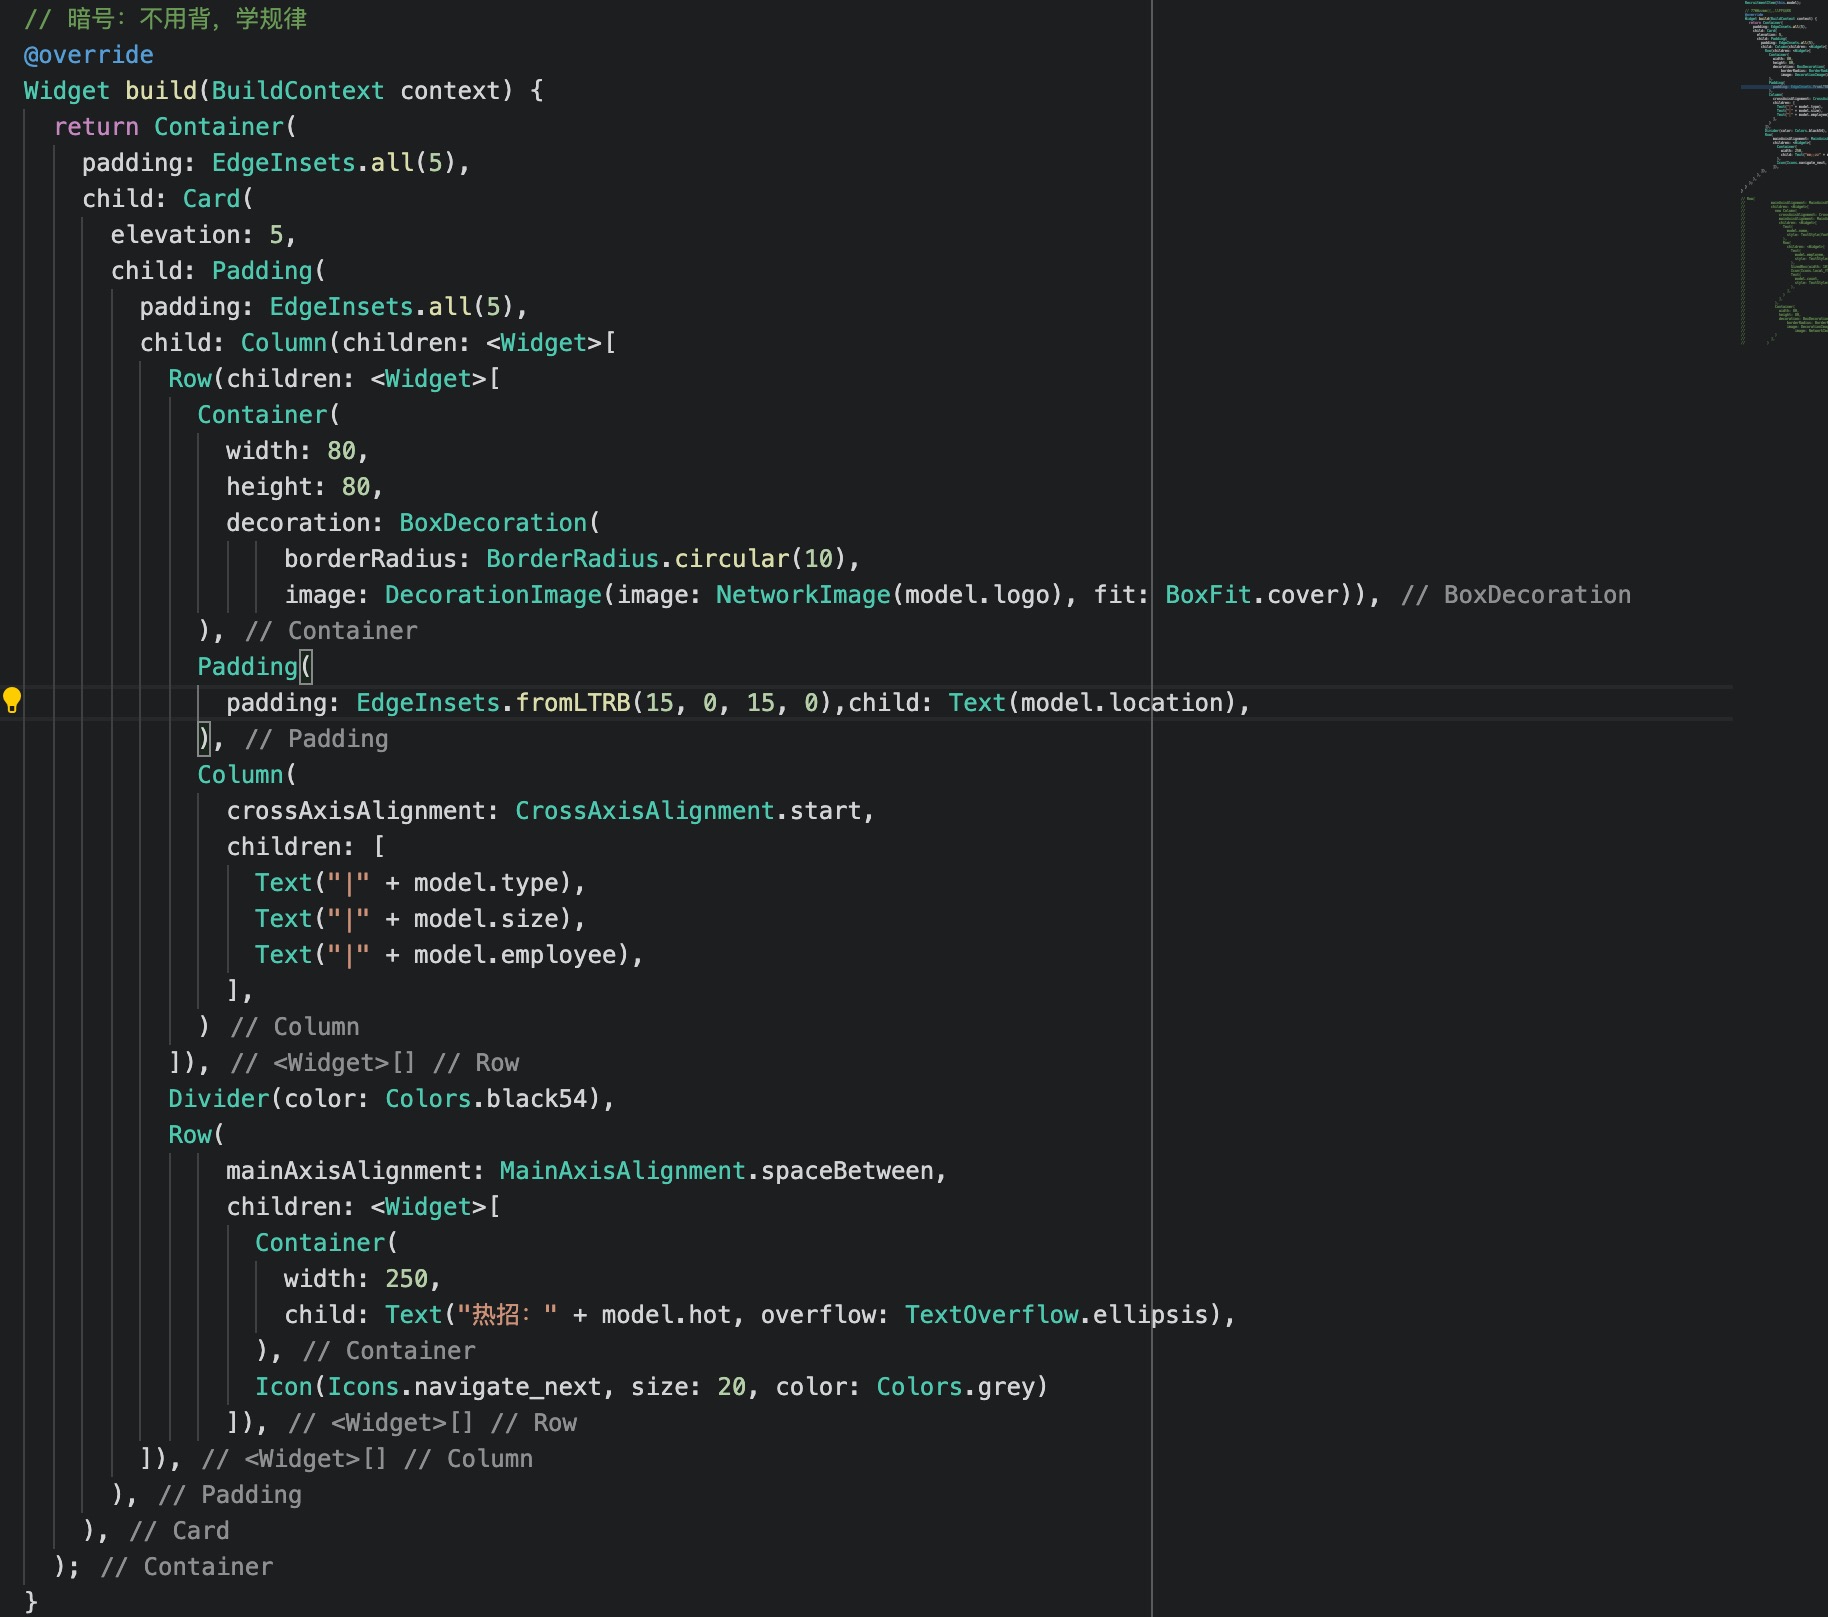 // 暗号：不用背，学规律
@override
Widget build(BuildContext context) {
return Container(
padding: EdgeInsets.all(5),
child: Card(
elevation: 5,
child: Padding(
padding: EdgeInsets.all(5),
child: Column(children: <Widget>[
Row(children: <Widget>[
Container(
width: 80,
height: 80,
decoration: BoxDecoration(
borderRadius: BorderRadius.circular(10),
image: DecorationImage(image: NetworkImage(model.logo), fit: BoxFit.cover)), // BoxDecoration
), // Container
Padding(
padding: EdgeInsets.fromLTRB(15, 0, 15, 0),child: Text(model.location),
), // Padding
Column(
crossAxisAlignment: CrossAxisAlignment.start,
children: [
Text("|" + model.type),
Text("|" + model.size),
Text("|" + model.employee),
],
) // Column
]), // <Widget>[] // Row
Divider(color: Colors.black54),
Row(
mainAxisAlignment: MainAxisAlignment.spaceBetween,
children: <Widget>[
Container(
width: 250,
child: Text("热招：" + model.hot, overflow: TextOverflow.ellipsis),
), // Container
Icon(Icons.navigate_next, size: 20, color: Colors.grey)
]), // <Widget>[] // Row
]), // <Widget>[] // Column
), // Padding
), // Card
); // Container
}